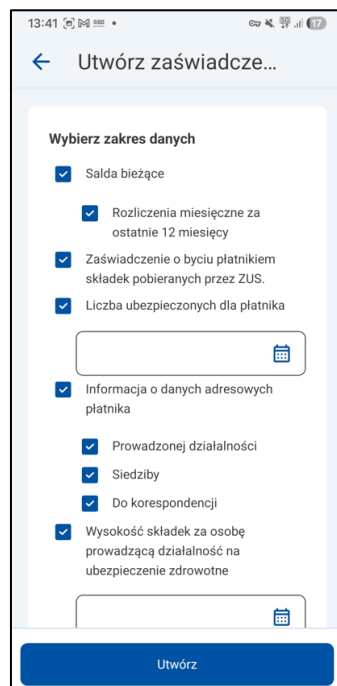 13:41
17
Utwórz zaświadcze...
Wybierz zakres danych
Salda bieżące
Rozliczenia miesięczne za
ostatnie 12 miesięcy
Zaświadczenie o byciu płatnikiem
składek pobieranych przez ZUS.
Liczba ubezpieczonych dla płatnika
Informacja o danych adresowych
płatnika
Prowadzonej działalności
Siedziby
Do korespondencji
Wysokość składek za osobę
prowadzącą działalność na
ubezpieczenie zdrowotne
Utwórz